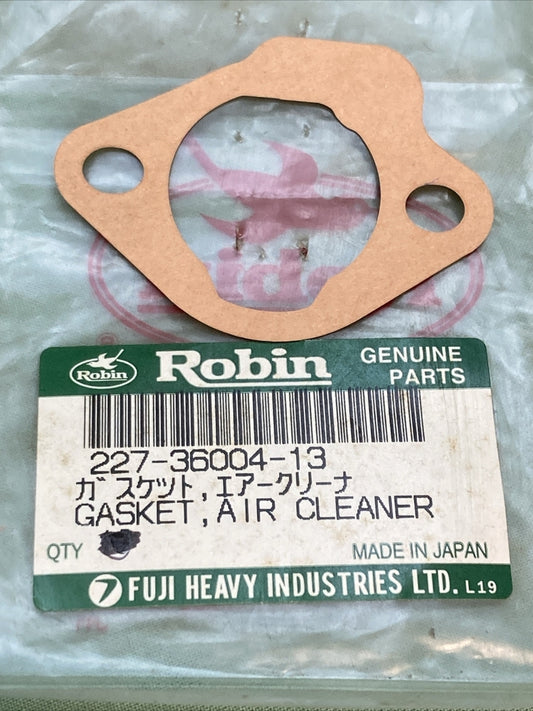 Robin
Robin
GENUINE
PARTS
227-36004-13
ガスケット,エアークリーナ
GASKET,AIR CLEANER
QTY
MADE IN JAPAN
FUJI HEAVY INDUSTRIES LTD. L19